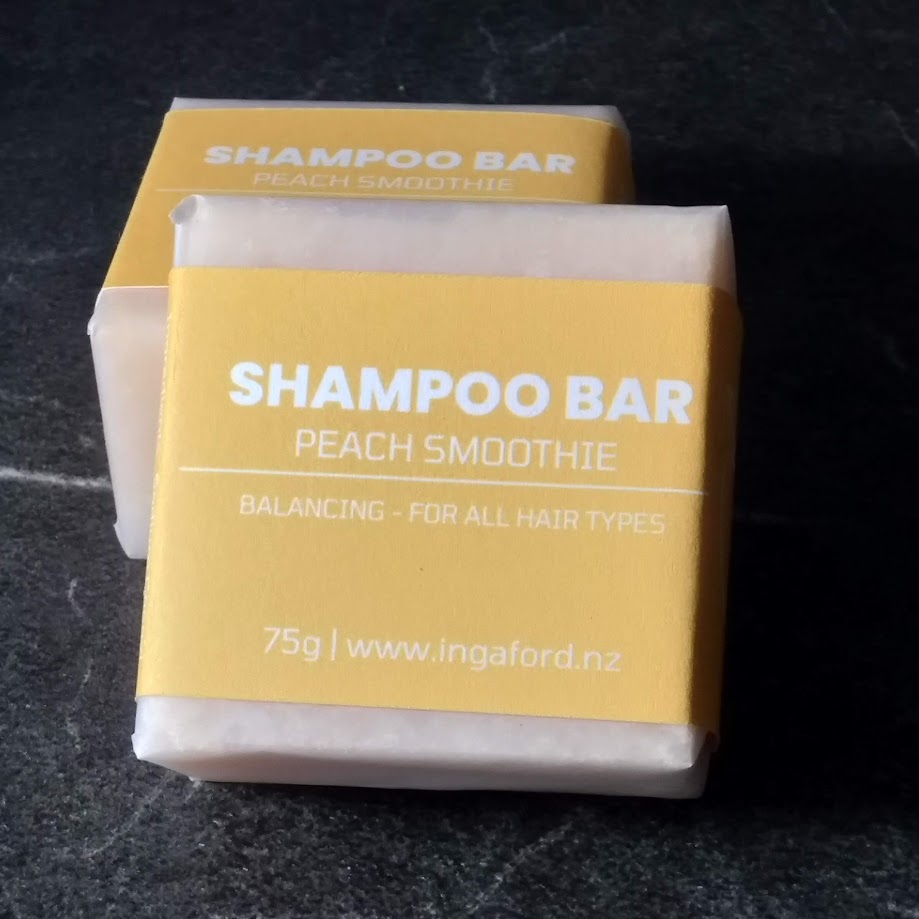 SHAMPOO BAR
PEACH SMOOTHIE
SHAMPOO BAR
PEACH SMOOTHIE
BALANCING - FOR ALL HAIR TYPES
75g | www.ingaford.nz